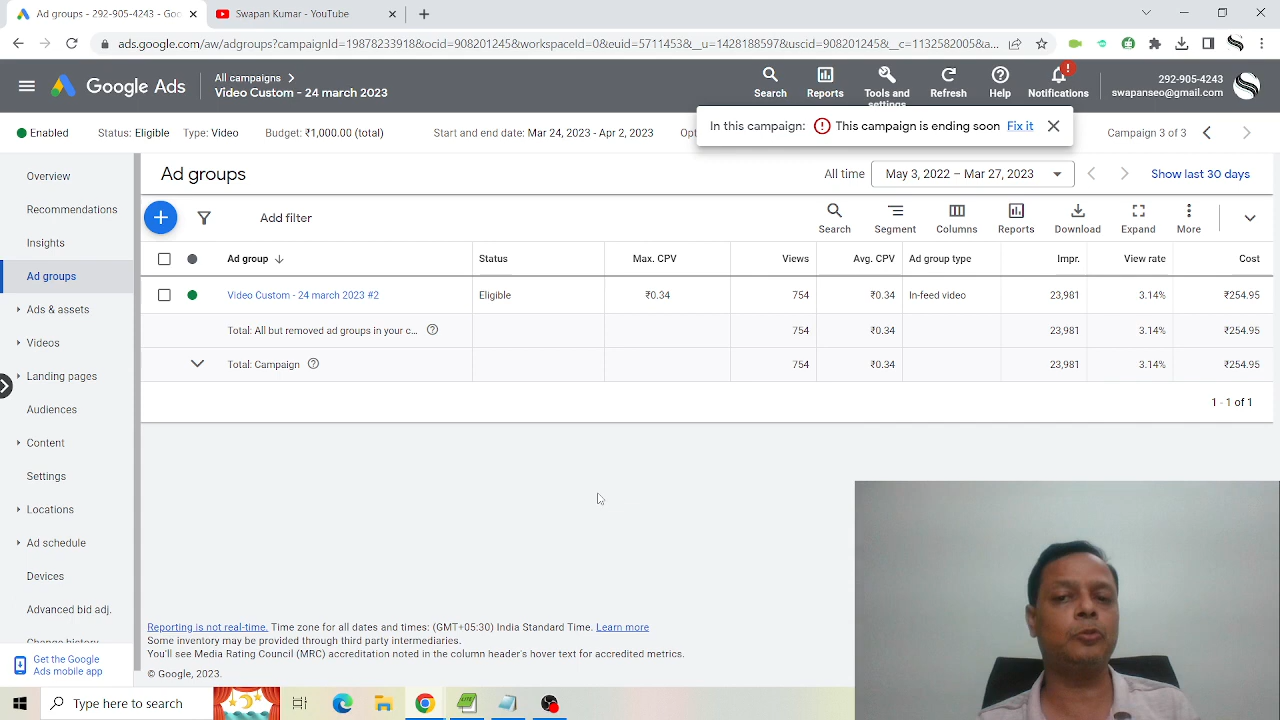 Ad groups - 292-905-4243 - Goo
Swapan Kumar - YouTube
ads.google.com/aw/adgroups?campaignId=19878233918&ocid=908201245&workspaceId=0&euid=5711453&__u=1428188597&uscid=908201245&__c=1132582005&a...
Google Ads
All campaigns
Video Custom - 24 march 2023
Search
Reports
Tools and settings
Refresh
Help
Notifications
292-905-4243
swapanseo@gmail.com
In this campaign: This campaign is ending soon Fix it
Enabled
Status: Eligible
Type: Video
Budget: ₹1,000.00 (total)
Start and end date: Mar 24, 2023 - Apr 2, 2023
Campaign 3 of 3
Overview
Recommendations
Insights
Ad groups
Ads & assets
Videos
Landing pages
Audiences
Content
Settings
Locations
Ad schedule
Devices
Advanced bid adj.
Change history
Get the Google
Ads mobile app
Ad groups
All time
May 3, 2022 – Mar 27, 2023
Show last 30 days
Add filter
Search
Segment
Columns
Reports
Download
Expand
More
Ad group Status Max. CPV Views Avg. CPV Ad group type Impr. View rate Cost
Video Custom - 24 march 2023 #2 Eligible ₹0.34 754 ₹0.34 In-feed video 23,981 3.14% ₹254.95
Total: All but removed ad groups in your c... 754 ₹0.34 23,981 3.14% ₹254.95
Total: Campaign 754 ₹0.34 23,981 3.14% ₹254.95
1 - 1 of 1
Reporting is not real-time. Time zone for all dates and times: (GMT+05:30) India Standard Time. Learn more
Some inventory may be provided through third party intermediaries.
You'll see Media Rating Council (MRC) accreditation noted in the column header's hover text for accredited metrics.
© Google, 2023.
Type here to search